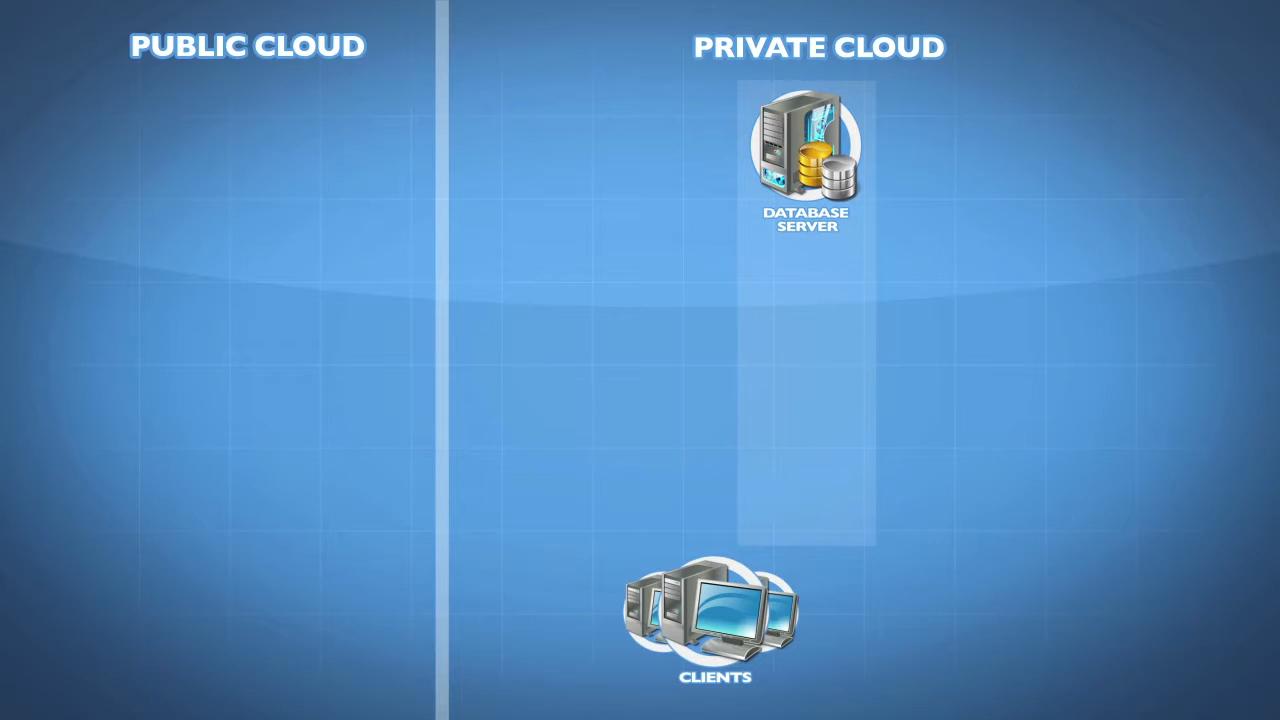 PUBLIC CLOUD
PRIVATE CLOUD
DATABASE
SERVER
CLIENTS